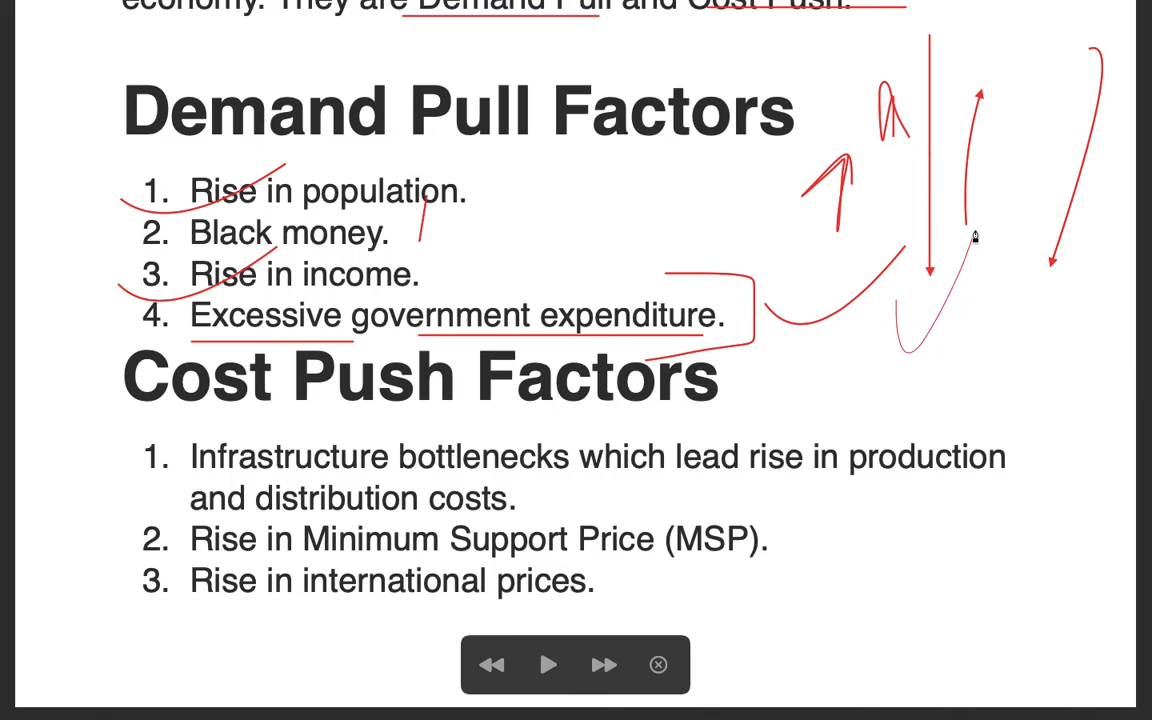 economy. They are Demand Pull and Cost Push.
Demand Pull Factors
1. Rise in population.
2. Black money.
3. Rise in income.
4. Excessive government expenditure.
Cost Push Factors
1. Infrastructure bottlenecks which lead rise in production
and distribution costs.
2. Rise in Minimum Support Price (MSP).
3. Rise in international prices.